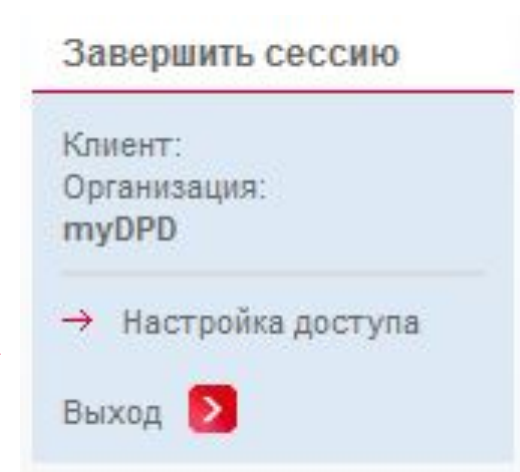 Завершить сессию
Клиент:
Организация:
myDPD
Настройка доступа
Выход